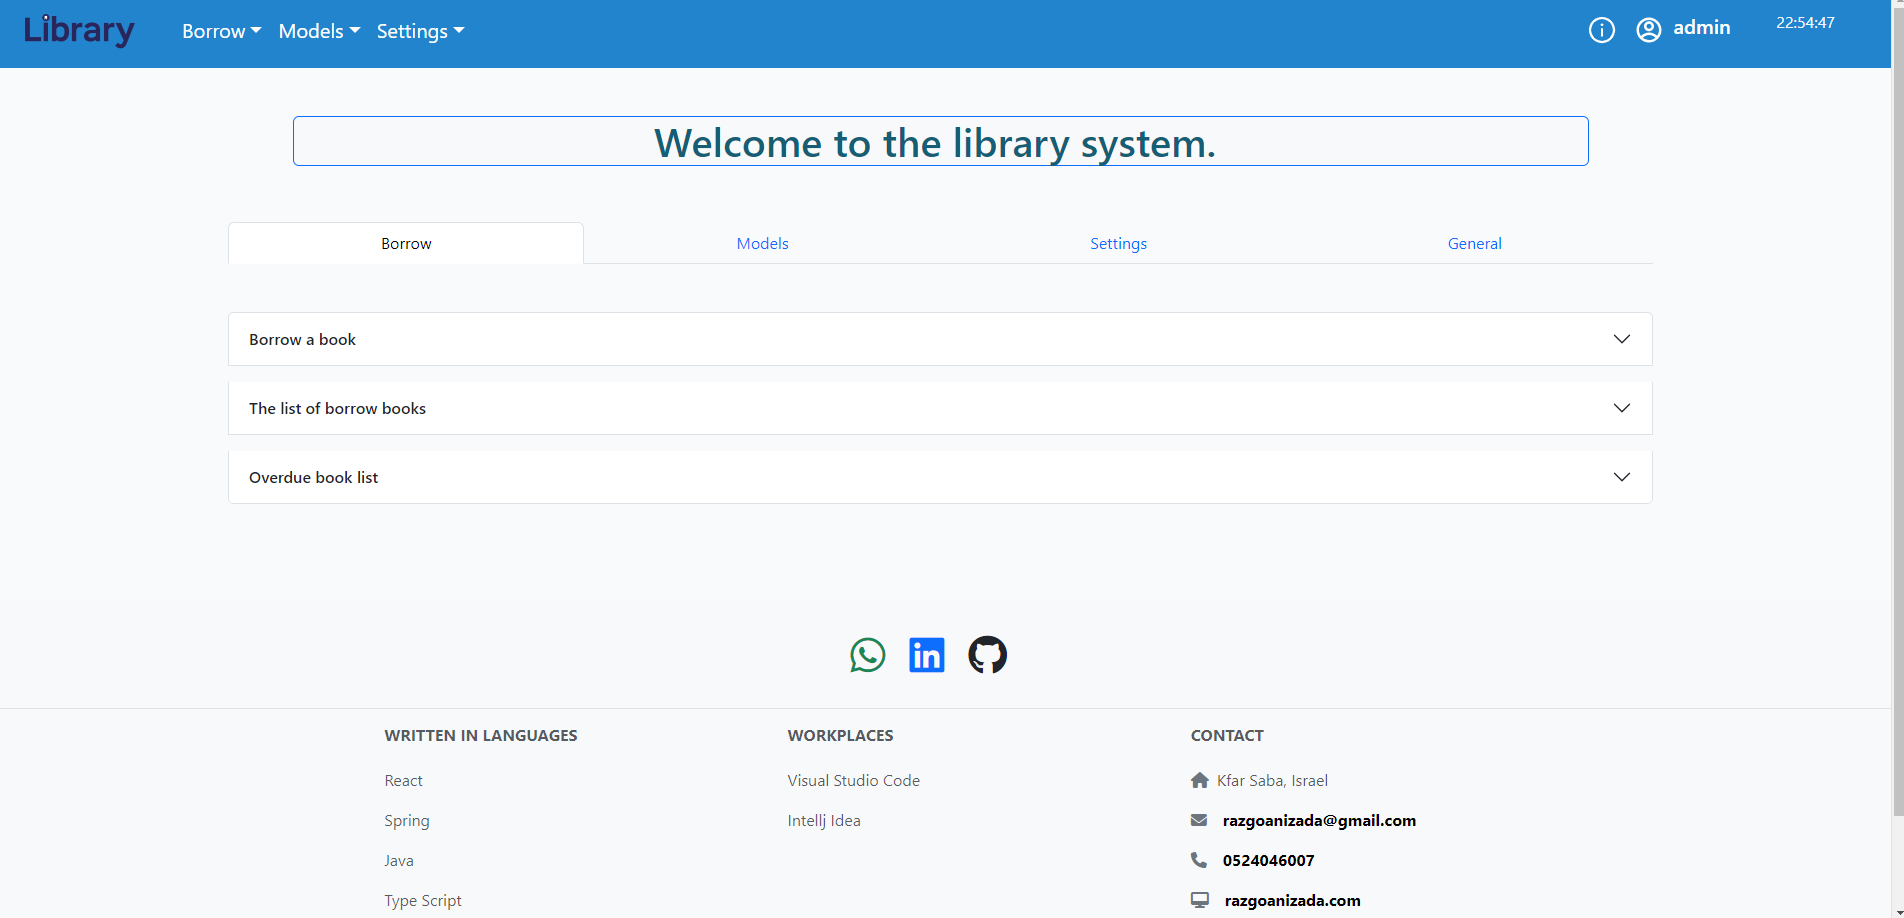 Library Borrow Models Settings admin 22:54:47
Welcome to the library system.
Borrow Models Settings General
Borrow a book
The list of borrow books
Overdue book list
in
WRITTEN IN LANGUAGES
React
Spring
Java
Type Script
WORKPLACES
Visual Studio Code
Intellj Idea
CONTACT
Kfar Saba, Israel
razgoanizada@gmail.com
0524046007
razgoanizada.com